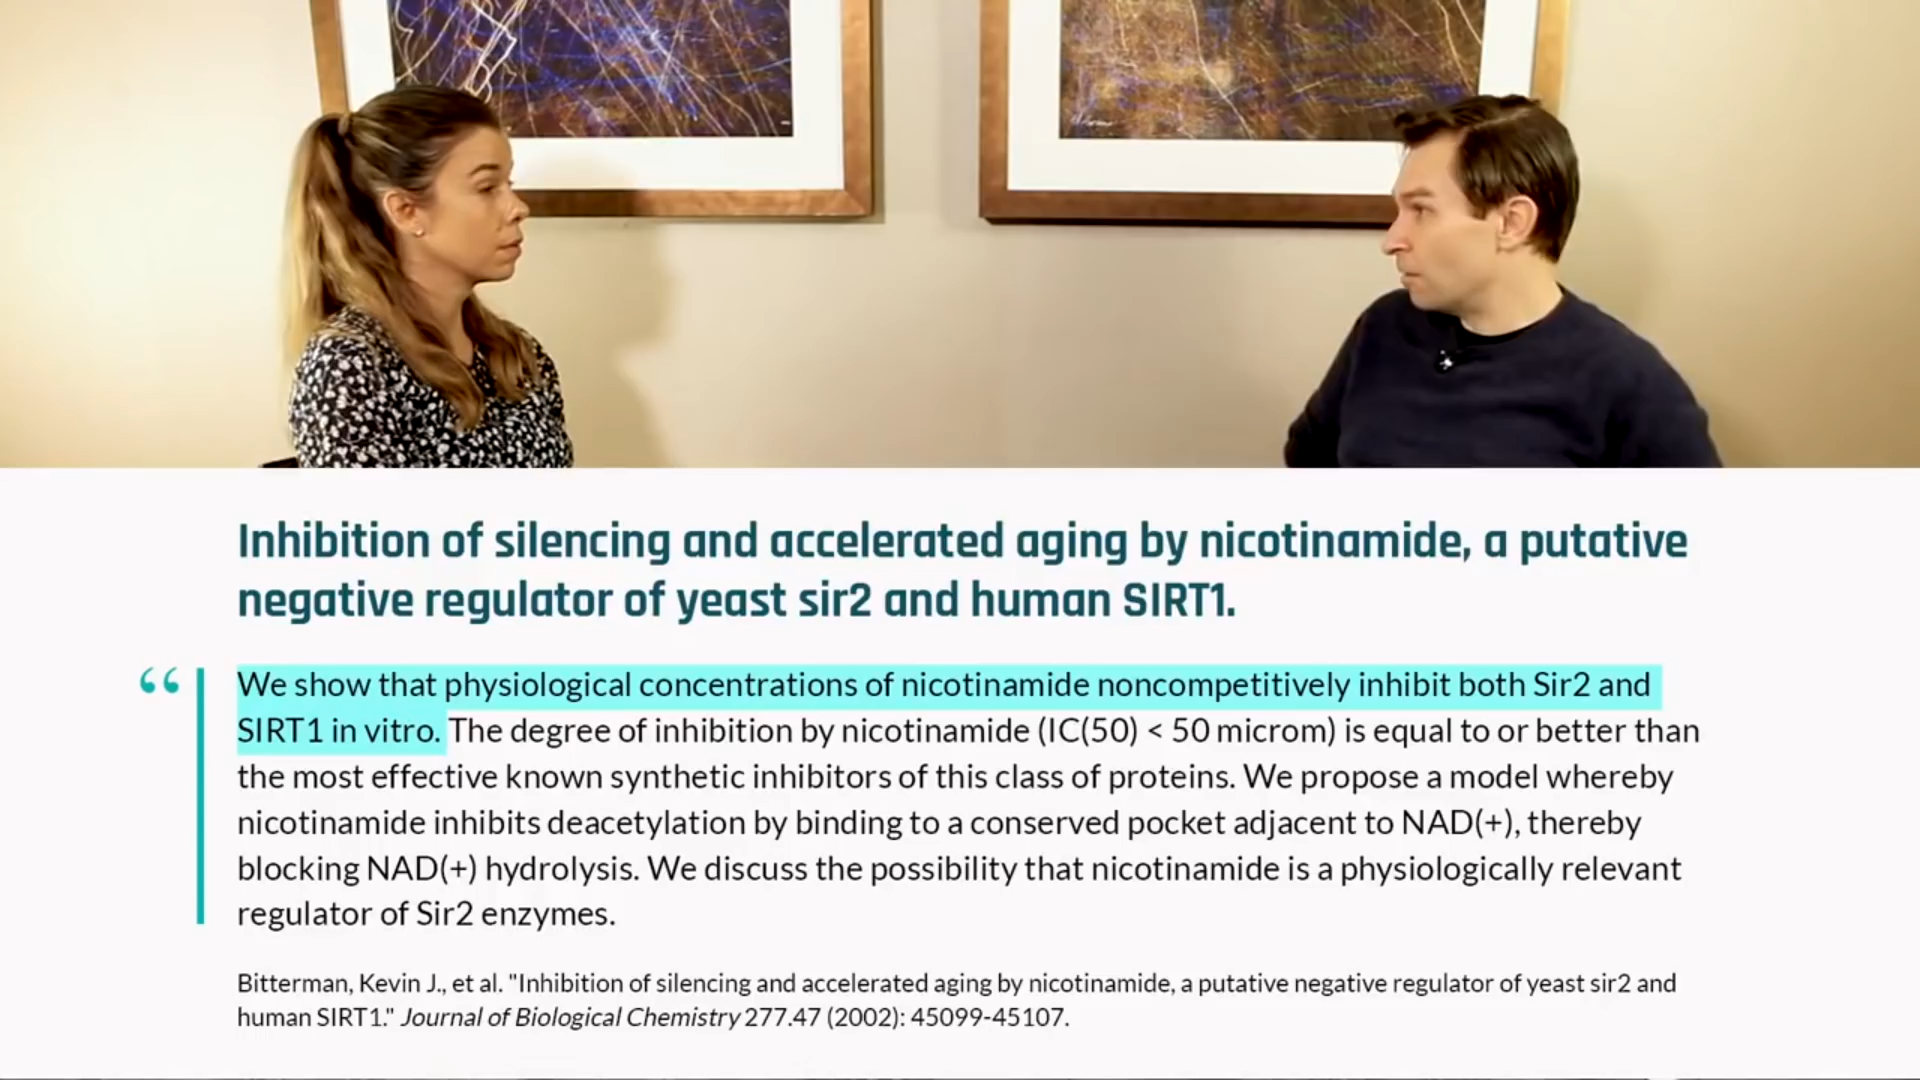 Inhibition of silencing and accelerated aging by nicotinamide, a putative
negative regulator of yeast sir2 and human SIRT1.
“ We show that physiological concentrations of nicotinamide noncompetitively inhibit both Sir2 and
SIRT1 in vitro. The degree of inhibition by nicotinamide (IC(50) < 50 microm) is equal to or better than
the most effective known synthetic inhibitors of this class of proteins. We propose a model whereby
nicotinamide inhibits deacetylation by binding to a conserved pocket adjacent to NAD(+), thereby
blocking NAD(+) hydrolysis. We discuss the possibility that nicotinamide is a physiologically relevant
regulator of Sir2 enzymes.
Bitterman, Kevin J., et al. "Inhibition of silencing and accelerated aging by nicotinamide, a putative negative regulator of yeast sir2 and
human SIRT1." Journal of Biological Chemistry 277.47 (2002): 45099-45107.